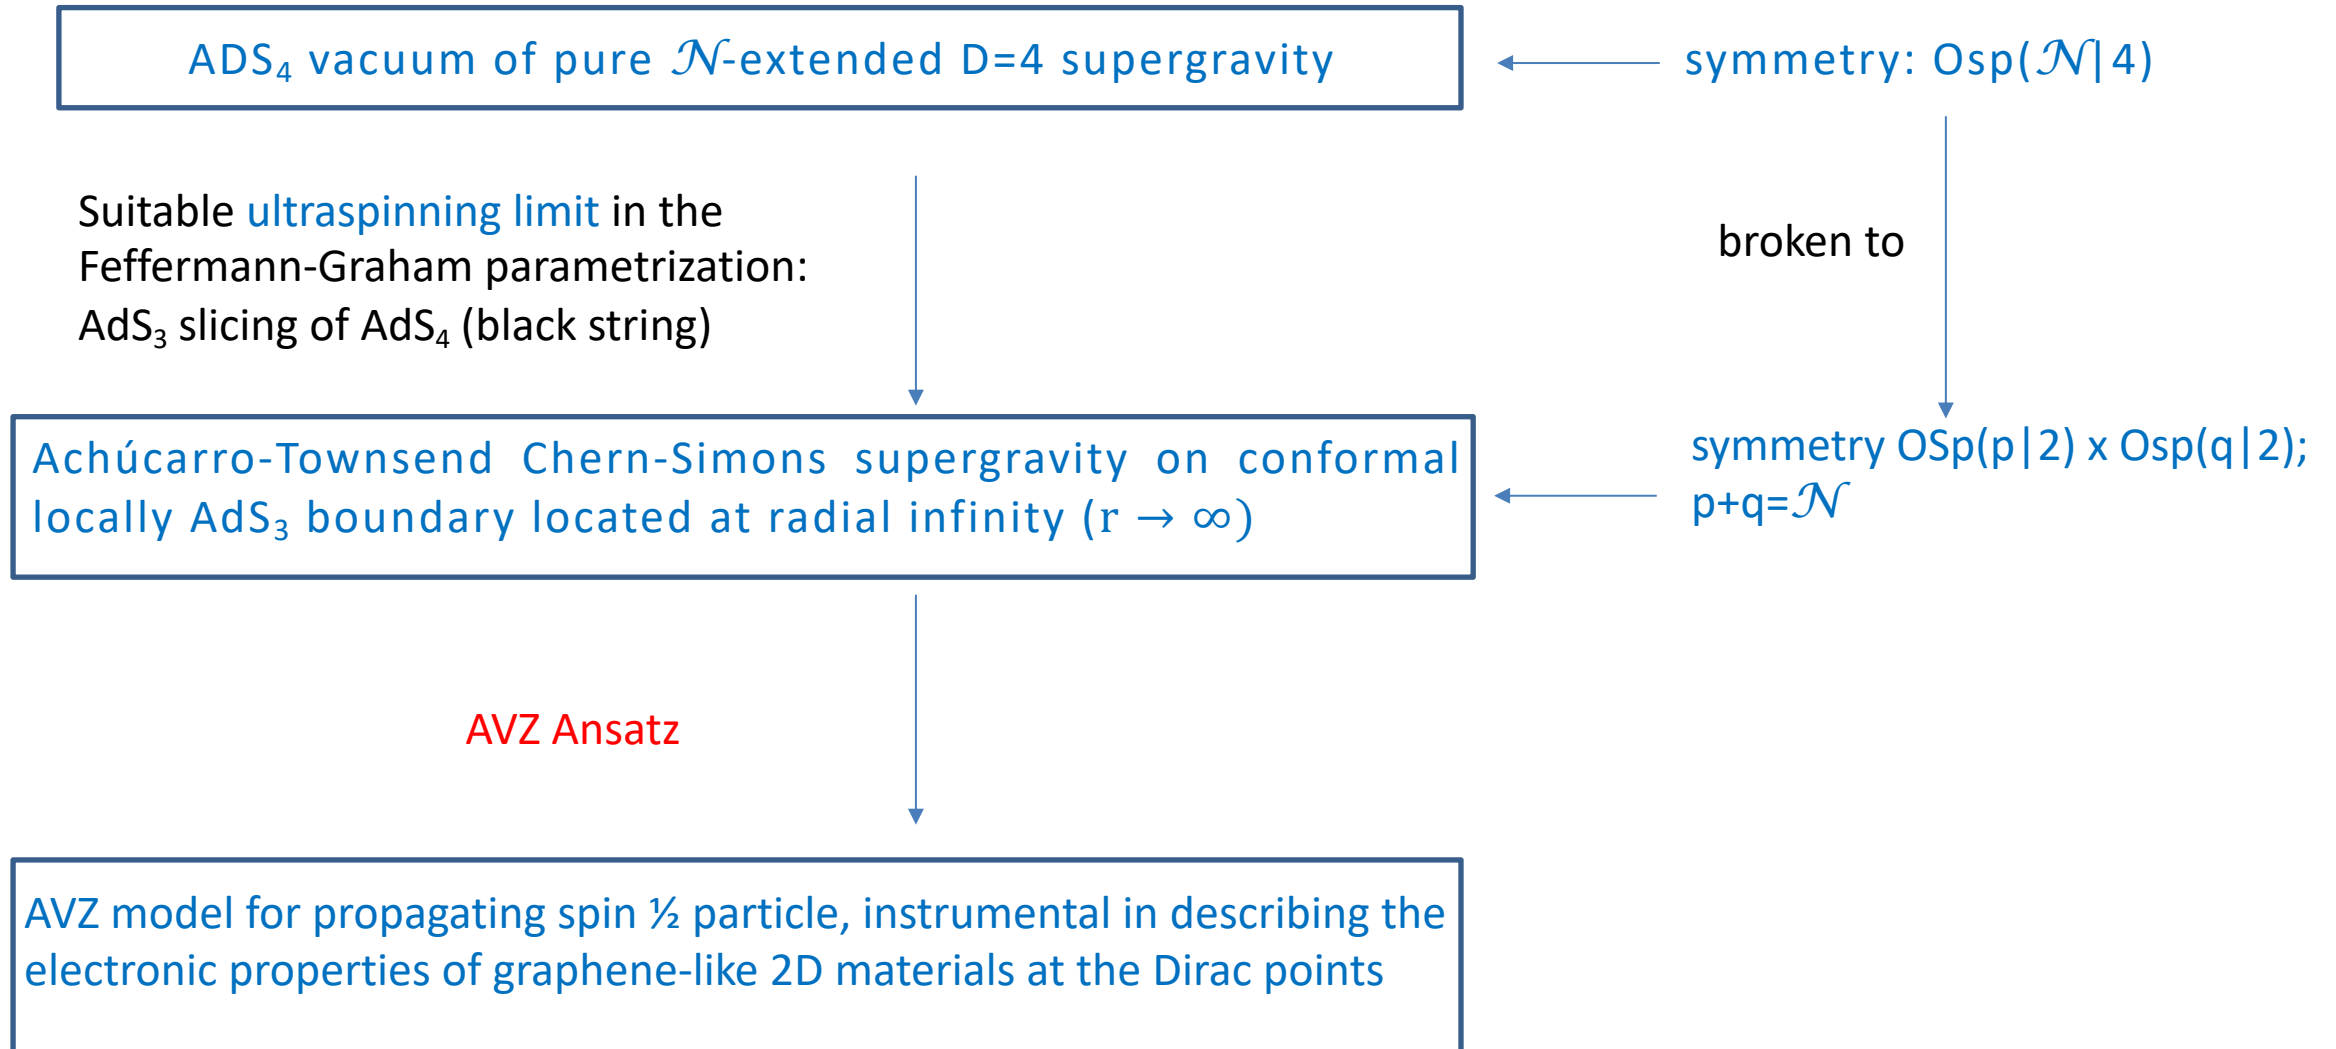 ADS₄ vacuum of pure 𝒩-extended D=4 supergravity
symmetry: Osp(𝒩|4)
Suitable ultraspinning limit in the
Feffermann-Graham parametrization:
AdS₃ slicing of AdS₄ (black string)
broken to
Achúcarro-Townsend Chern-Simons supergravity on conformal
locally AdS₃ boundary located at radial infinity (r → ∞)
symmetry OSp(p|2) x Osp(q|2);
p+q=𝒩
AVZ Ansatz
AVZ model for propagating spin ½ particle, instrumental in describing the
electronic properties of graphene-like 2D materials at the Dirac points